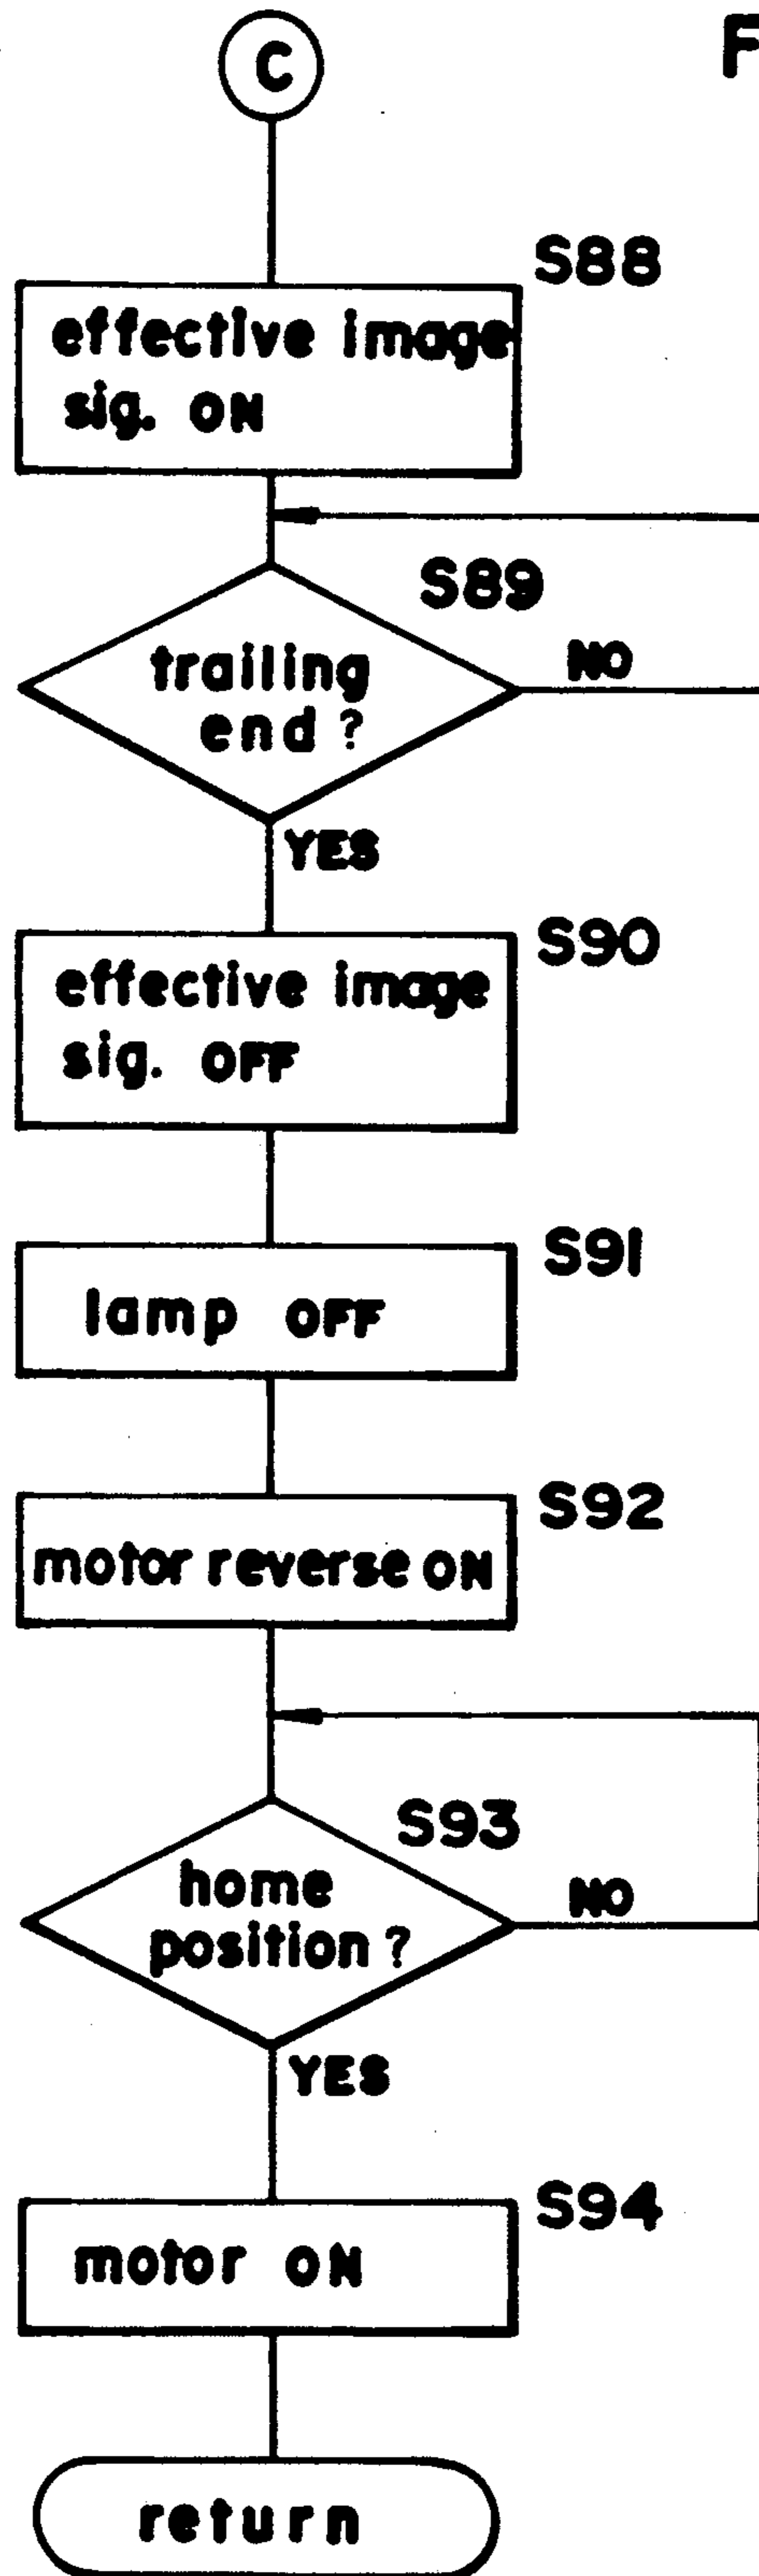 C
F
S88
effective image
sig. ON
S89
trailing
end ?
NO
YES
S90
effective image
sig. OFF
S91
lamp OFF
S92
motor reverse ON
S93
home
position ?
NO
YES
S94
motor ON
return